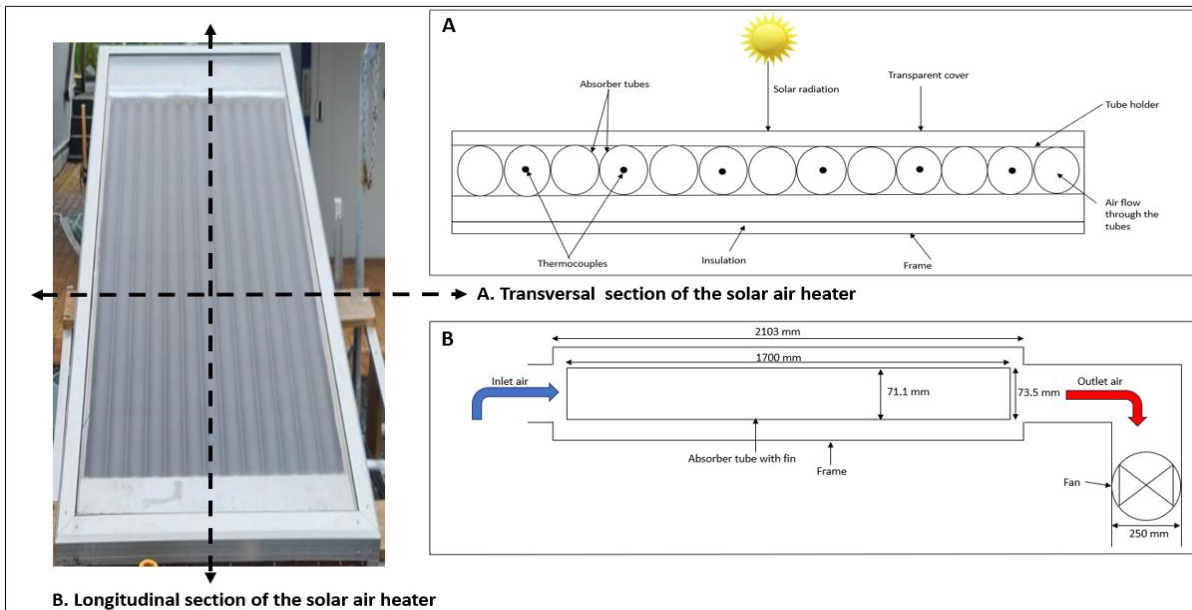 A
Solar radiation
Absorber tubes
Transparent cover
Tube holder
Thermocouples
Insulation
Frame
Air flow
through the
tubes
A. Transversal section of the solar air heater
B
2103 mm
1700 mm
Inlet air
71.1 mm
73.5 mm
Outlet air
Absorber tube with fin
Frame
Fan
250 mm
B. Longitudinal section of the solar air heater